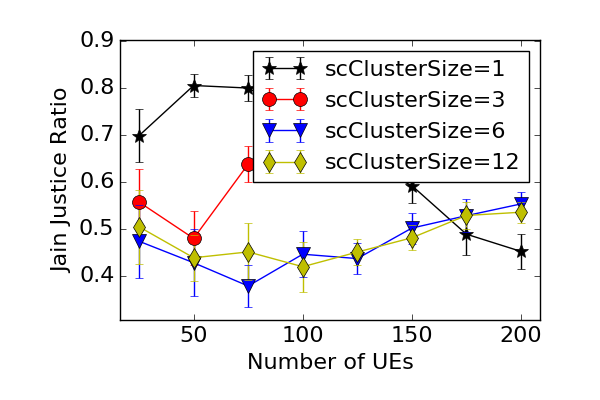 0.9
0.8
0.7
0.6
0.5
0.4
Jain Justice Ratio
scClusterSize=1
scClusterSize=3
scClusterSize=6
scClusterSize=12
50
100
150
200
Number of UEs